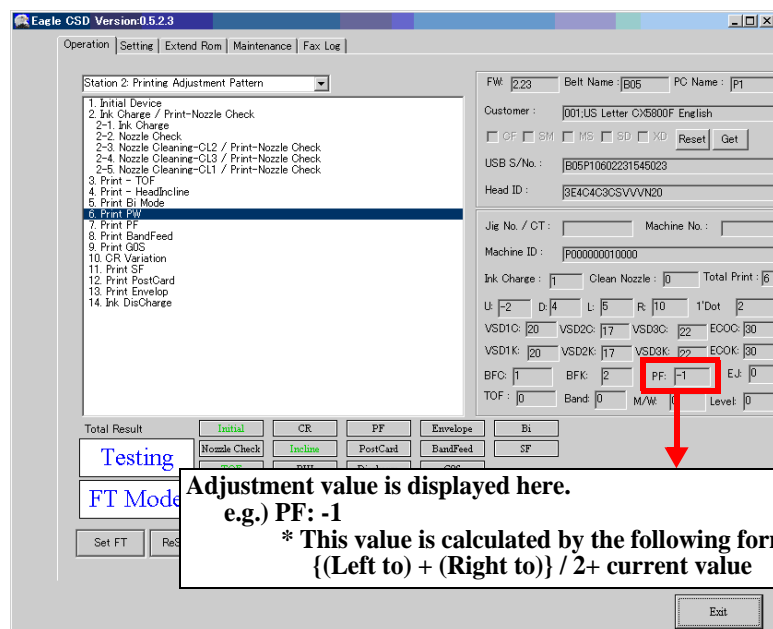 Eagle CSD Version:0.5.2.3
Operation Setting Extend Rom Maintenance Fax Log
Station 2: Printing Adjustment Pattern
1. Initial Device
2. Ink Charge / Print-Nozzle Check
2-1. Ink Charge
2-2. Nozzle Check
2-3. Nozzle Cleaning-CL2 / Print-Nozzle Check
2-4. Nozzle Cleaning-CL3 / Print-Nozzle Check
2-5. Nozzle Cleaning-CL1 / Print-Nozzle Check
3. Print - TOF
4. Print - HeadIncline
5. Print Bi Mode
6. Print PW
7. Print PF
8. Print BandFeed
9. Print G0S
10. CR Variation
11. Print SF
12. Print PostCard
13. Print Envelop
14. Ink DisCharge
FW: 2.23 Belt Name : B05 PC Name : P1
Customer : 001;US Letter CX5800F English
CF SM MS SD XD Reset Get
USB S/No. : B05P10602231545023
Head ID : 3E4C4C3CSVVVN20
Jig No. / CT : Machine No. :
Machine ID : P000000010000
Ink Charge : 1 Clean Nozzle : 0 Total Print : 6
U: -2 D: 4 L: 5 R: 10 1'Dot 2
VSD1C: 20 VSD2C: 17 VSD3C: 22 ECOC: 30
VSD1K: 20 VSD2K: 17 VSD3K: 22 ECOK: 30
BFC: 1 BFK: 2 PF: -1 EJ: 0
TOF : 0 Band: 0 M/W: Level: 0
Total Result Initial CR PF Envelope Bi
Testing Nozzle Check Incline PostCard BandFeed SF
FT Mode
Set FT
Adjustment value is displayed here.
e.g.) PF: -1
* This value is calculated by the following for
{(Left to) + (Right to)} / 2+ current value
Exit